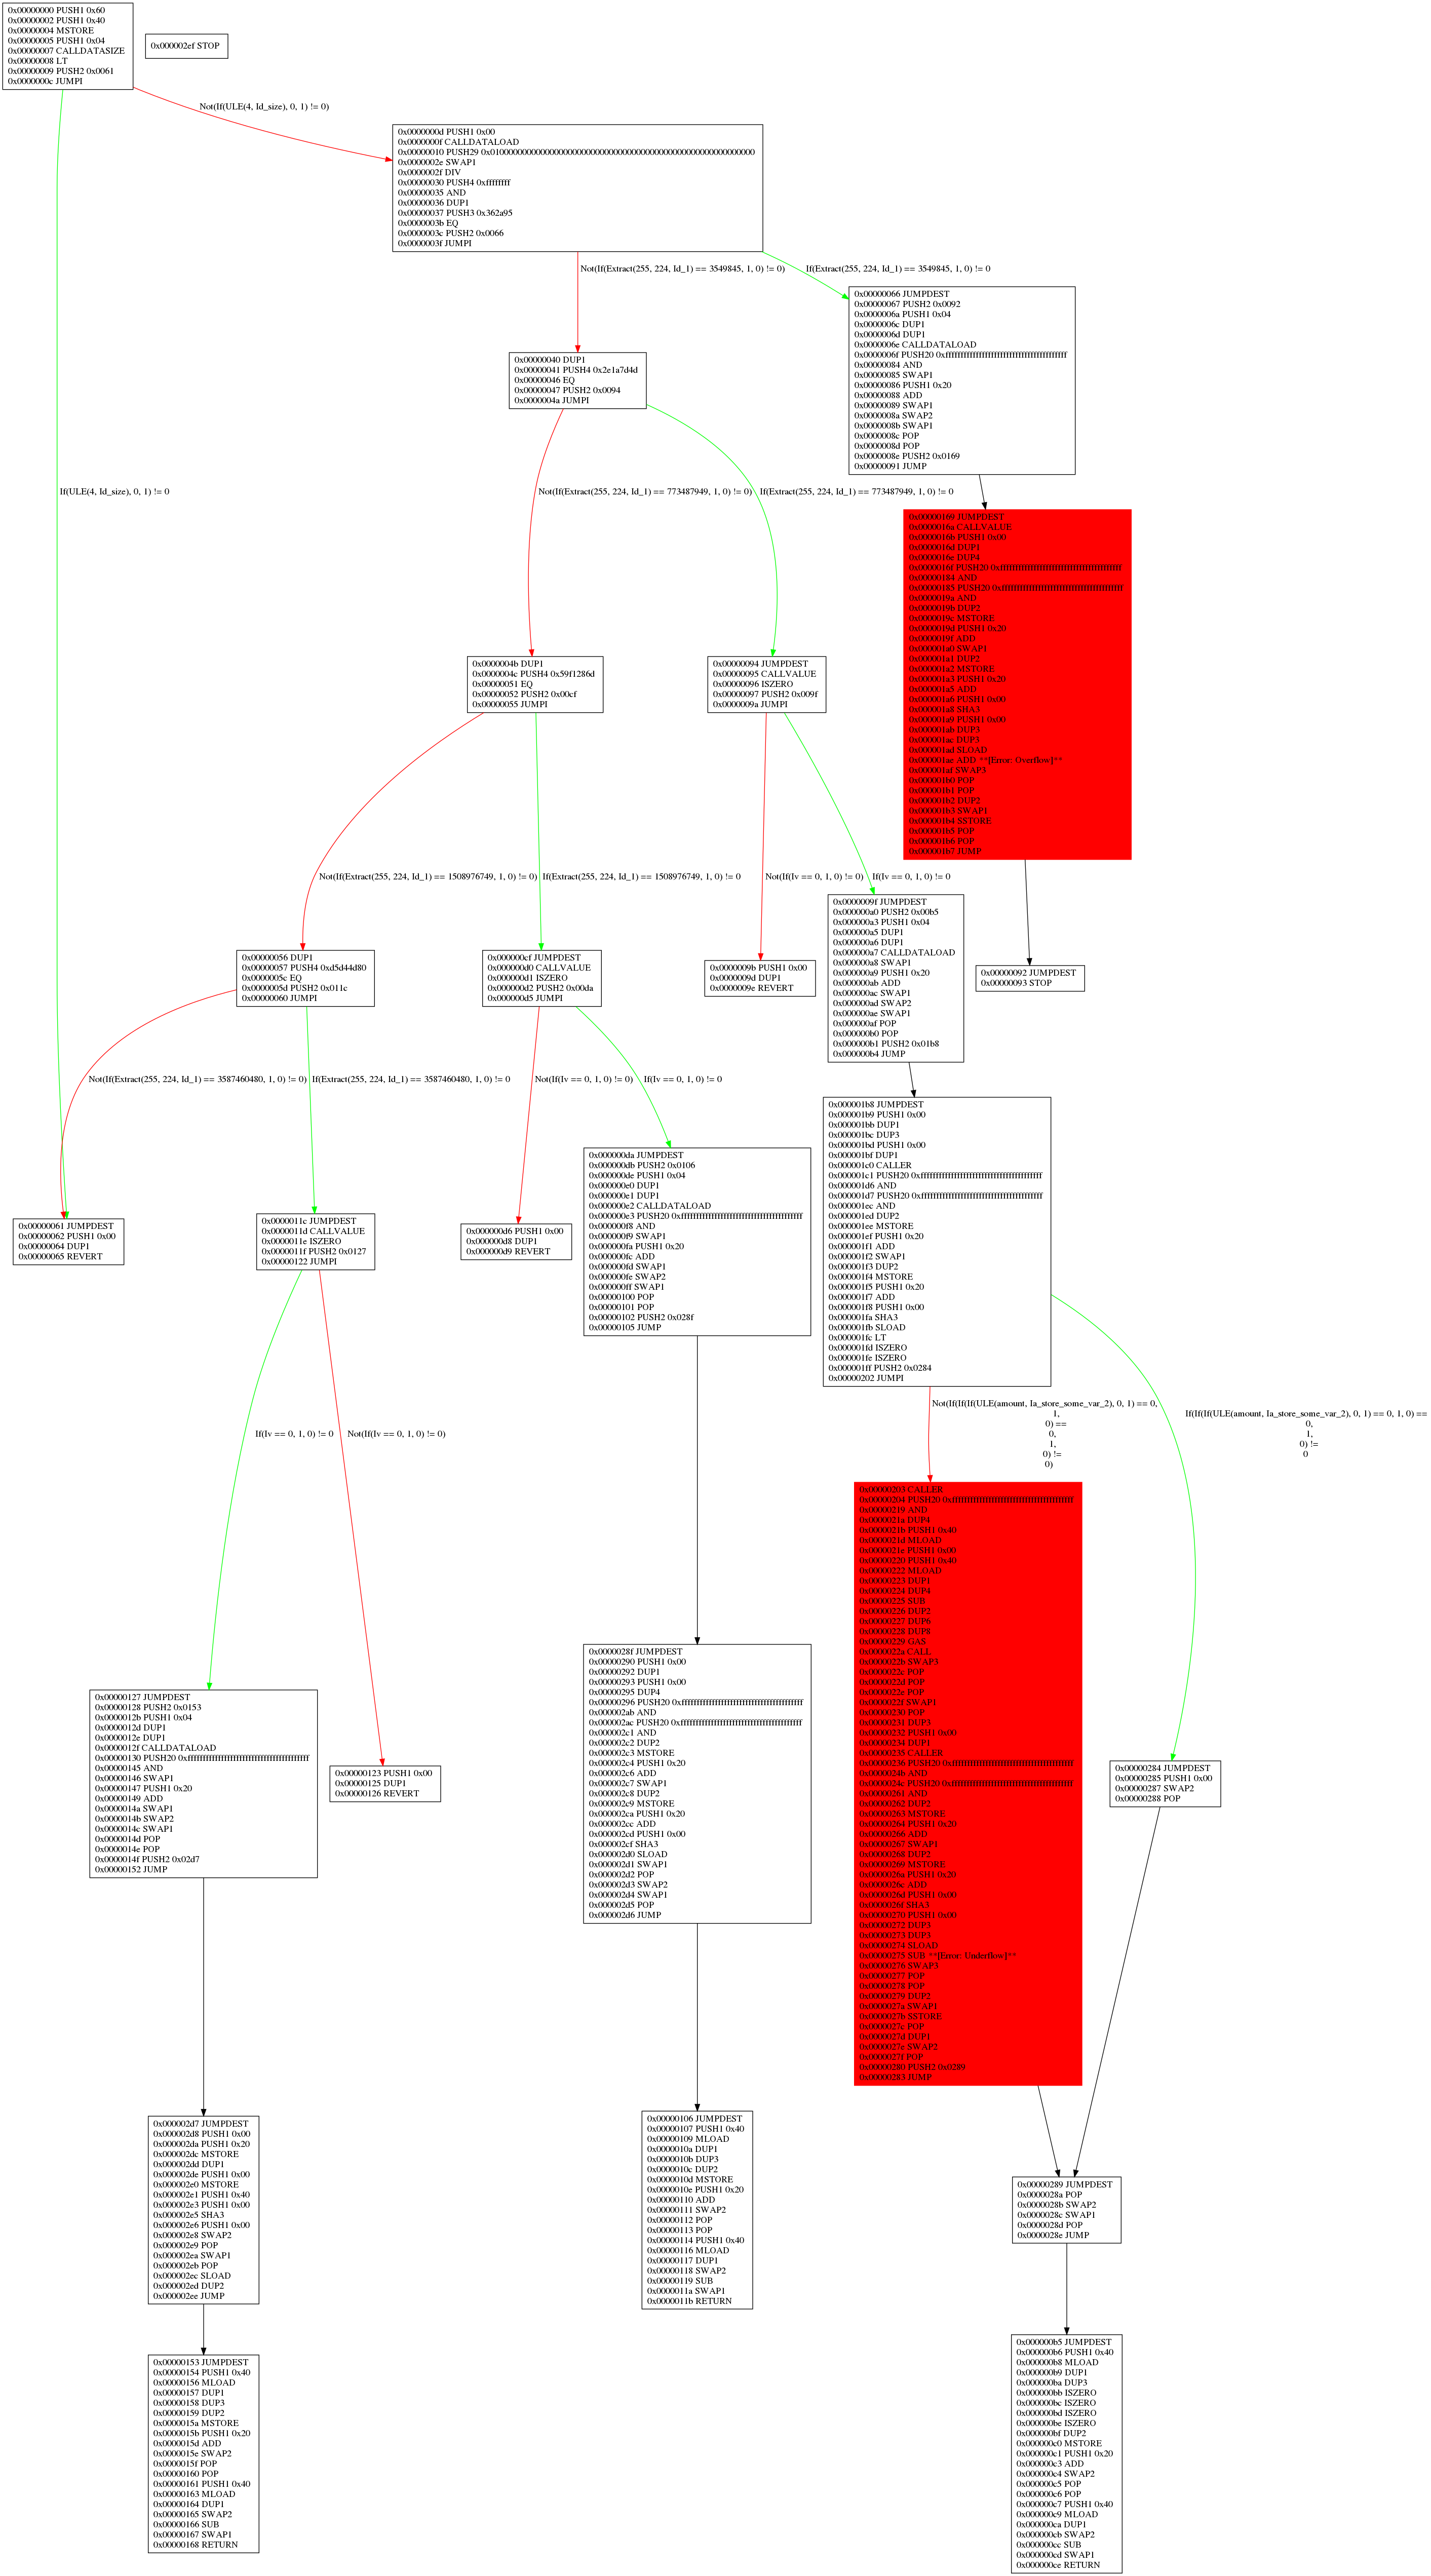 0x00000000 PUSH1 0x60
0x00000002 PUSH1 0x40
0x00000004 MSTORE
0x00000005 PUSH1 0x04
0x00000007 CALLDATASIZE
0x00000008 LT
0x00000009 PUSH2 0x0061
0x0000000c JUMPI
0x000002ef STOP
Not(If(ULE(4, Id_size), 0, 1) != 0)
0x0000000d PUSH1 0x00
0x0000000f CALLDATALOAD
0x00000010 PUSH29 0x0100000000000000000000000000000000000000000000000000000000
0x0000002e SWAP1
0x0000002f DIV
0x00000030 PUSH4 0xffffffff
0x00000035 AND
0x00000036 DUP1
0x00000037 PUSH3 0x362a95
0x0000003b EQ
0x0000003c PUSH2 0x0066
0x0000003f JUMPI
Not(If(Extract(255, 224, Id_1) == 3549845, 1, 0) != 0)
If(Extract(255, 224, Id_1) == 3549845, 1, 0) != 0
0x00000066 JUMPDEST
0x00000067 PUSH2 0x0092
0x0000006a PUSH1 0x04
0x0000006c DUP1
0x0000006d DUP1
0x0000006e CALLDATALOAD
0x0000006f PUSH20 0xffffffffffffffffffffffffffffffffffffffff
0x00000084 AND
0x00000085 SWAP1
0x00000086 PUSH1 0x20
0x00000088 ADD
0x00000089 SWAP1
0x0000008a SWAP2
0x0000008b SWAP1
0x0000008c POP
0x0000008d POP
0x0000008e PUSH2 0x0169
0x00000091 JUMP
0x00000040 DUP1
0x00000041 PUSH4 0x2e1a7d4d
0x00000046 EQ
0x00000047 PUSH2 0x0094
0x0000004a JUMPI
If(ULE(4, Id_size), 0, 1) != 0
Not(If(Extract(255, 224, Id_1) == 773487949, 1, 0) != 0)
If(Extract(255, 224, Id_1) == 773487949, 1, 0) != 0
0x00000169 JUMPDEST
0x0000016a CALLVALUE
0x0000016b PUSH1 0x00
0x0000016d DUP1
0x0000016e DUP4
0x0000016f PUSH20 0xffffffffffffffffffffffffffffffffffffffff
0x00000184 AND
0x00000185 PUSH20 0xffffffffffffffffffffffffffffffffffffffff
0x0000019a AND
0x0000019b DUP2
0x0000019c MSTORE
0x0000019d PUSH1 0x20
0x0000019f ADD
0x000001a0 SWAP1
0x000001a1 DUP2
0x000001a2 MSTORE
0x000001a3 PUSH1 0x20
0x000001a5 ADD
0x000001a6 PUSH1 0x00
0x000001a8 SHA3
0x000001a9 PUSH1 0x00
0x000001ab DUP3
0x000001ac DUP3
0x000001ad SLOAD
0x000001ae ADD **[Error: Overflow]**
0x000001af SWAP3
0x000001b0 POP
0x000001b1 POP
0x000001b2 DUP2
0x000001b3 SWAP1
0x000001b4 SSTORE
0x000001b5 POP
0x000001b6 POP
0x000001b7 JUMP
0x0000004b DUP1
0x0000004c PUSH4 0x59f1286d
0x00000051 EQ
0x00000052 PUSH2 0x00cf
0x00000055 JUMPI
0x00000094 JUMPDEST
0x00000095 CALLVALUE
0x00000096 ISZERO
0x00000097 PUSH2 0x009f
0x0000009a JUMPI
Not(If(Extract(255, 224, Id_1) == 1508976749, 1, 0) != 0)
If(Extract(255, 224, Id_1) == 1508976749, 1, 0) != 0
Not(If(Iv == 0, 1, 0) != 0)
If(Iv == 0, 1, 0) != 0
0x00000056 DUP1
0x00000057 PUSH4 0xd5d44d80
0x0000005c EQ
0x0000005d PUSH2 0x011c
0x00000060 JUMPI
0x000000cf JUMPDEST
0x000000d0 CALLVALUE
0x000000d1 ISZERO
0x000000d2 PUSH2 0x00da
0x000000d5 JUMPI
0x0000009b PUSH1 0x00
0x0000009d DUP1
0x0000009e REVERT
0x0000009f JUMPDEST
0x000000a0 PUSH2 0x00b5
0x000000a3 PUSH1 0x04
0x000000a5 DUP1
0x000000a6 DUP1
0x000000a7 CALLDATALOAD
0x000000a8 SWAP1
0x000000a9 PUSH1 0x20
0x000000ab ADD
0x000000ac SWAP1
0x000000ad SWAP2
0x000000ae SWAP1
0x000000af POP
0x000000b0 POP
0x000000b1 PUSH2 0x01b8
0x000000b4 JUMP
0x00000092 JUMPDEST
0x00000093 STOP
Not(If(Extract(255, 224, Id_1) == 3587460480, 1, 0) != 0)
If(Extract(255, 224, Id_1) == 3587460480, 1, 0) != 0
Not(If(Iv == 0, 1, 0) != 0)
If(Iv == 0, 1, 0) != 0
0x00000061 JUMPDEST
0x00000062 PUSH1 0x00
0x00000064 DUP1
0x00000065 REVERT
0x0000011c JUMPDEST
0x0000011d CALLVALUE
0x0000011e ISZERO
0x0000011f PUSH2 0x0127
0x00000122 JUMPI
0x000000d6 PUSH1 0x00
0x000000d8 DUP1
0x000000d9 REVERT
0x000000da JUMPDEST
0x000000db PUSH2 0x0106
0x000000de PUSH1 0x04
0x000000e0 DUP1
0x000000e1 DUP1
0x000000e2 CALLDATALOAD
0x000000e3 PUSH20 0xffffffffffffffffffffffffffffffffffffffff
0x000000f8 AND
0x000000f9 SWAP1
0x000000fa PUSH1 0x20
0x000000fc ADD
0x000000fd SWAP1
0x000000fe SWAP2
0x000000ff SWAP1
0x00000100 POP
0x00000101 POP
0x00000102 PUSH2 0x028f
0x00000105 JUMP
0x000001b8 JUMPDEST
0x000001b9 PUSH1 0x00
0x000001bb DUP1
0x000001bc DUP3
0x000001bd PUSH1 0x00
0x000001bf DUP1
0x000001c0 CALLER
0x000001c1 PUSH20 0xffffffffffffffffffffffffffffffffffffffff
0x000001d6 AND
0x000001d7 PUSH20 0xffffffffffffffffffffffffffffffffffffffff
0x000001ec AND
0x000001ed DUP2
0x000001ee MSTORE
0x000001ef PUSH1 0x20
0x000001f1 ADD
0x000001f2 SWAP1
0x000001f3 DUP2
0x000001f4 MSTORE
0x000001f5 PUSH1 0x20
0x000001f7 ADD
0x000001f8 PUSH1 0x00
0x000001fa SHA3
0x000001fb SLOAD
0x000001fc LT
0x000001fd ISZERO
0x000001fe ISZERO
0x000001ff PUSH2 0x0284
0x00000202 JUMPI
If(Iv == 0, 1, 0) != 0
Not(If(Iv == 0, 1, 0) != 0)
Not(If(If(If(ULE(amount, Ia_store_some_var_2), 0, 1) == 0,
1,
0) ==
0,
1,
0) !=
0)
If(If(If(ULE(amount, Ia_store_some_var_2), 0, 1) == 0, 1, 0) ==
0,
1,
0) !=
0
0x00000203 CALLER
0x00000204 PUSH20 0xffffffffffffffffffffffffffffffffffffffff
0x00000219 AND
0x0000021a DUP4
0x0000021b PUSH1 0x40
0x0000021d MLOAD
0x0000021e PUSH1 0x00
0x00000220 PUSH1 0x40
0x00000222 MLOAD
0x00000223 DUP1
0x00000224 DUP4
0x00000225 SUB
0x00000226 DUP2
0x00000227 DUP6
0x00000228 DUP8
0x00000229 GAS
0x0000022a CALL
0x0000022b SWAP3
0x0000022c POP
0x0000022d POP
0x0000022e POP
0x0000022f SWAP1
0x00000230 POP
0x00000231 DUP3
0x00000232 PUSH1 0x00
0x00000234 DUP1
0x00000235 CALLER
0x00000236 PUSH20 0xffffffffffffffffffffffffffffffffffffffff
0x0000024b AND
0x0000024c PUSH20 0xffffffffffffffffffffffffffffffffffffffff
0x00000261 AND
0x00000262 DUP2
0x00000263 MSTORE
0x00000264 PUSH1 0x20
0x00000266 ADD
0x00000267 SWAP1
0x00000268 DUP2
0x00000269 MSTORE
0x0000026a PUSH1 0x20
0x0000026c ADD
0x0000026d PUSH1 0x00
0x0000026f SHA3
0x00000270 PUSH1 0x00
0x00000272 DUP3
0x00000273 DUP3
0x00000274 SLOAD
0x00000275 SUB **[Error: Underflow]**
0x00000276 SWAP3
0x00000277 POP
0x00000278 POP
0x00000279 DUP2
0x0000027a SWAP1
0x0000027b SSTORE
0x0000027c POP
0x0000027d DUP1
0x0000027e SWAP2
0x0000027f POP
0x00000280 PUSH2 0x0289
0x00000283 JUMP
0x0000028f JUMPDEST
0x00000290 PUSH1 0x00
0x00000292 DUP1
0x00000293 PUSH1 0x00
0x00000295 DUP4
0x00000296 PUSH20 0xffffffffffffffffffffffffffffffffffffffff
0x000002ab AND
0x000002ac PUSH20 0xffffffffffffffffffffffffffffffffffffffff
0x000002c1 AND
0x000002c2 DUP2
0x000002c3 MSTORE
0x000002c4 PUSH1 0x20
0x000002c6 ADD
0x000002c7 SWAP1
0x000002c8 DUP2
0x000002c9 MSTORE
0x000002ca PUSH1 0x20
0x000002cc ADD
0x000002cd PUSH1 0x00
0x000002cf SHA3
0x000002d0 SLOAD
0x000002d1 SWAP1
0x000002d2 POP
0x000002d3 SWAP2
0x000002d4 SWAP1
0x000002d5 POP
0x000002d6 JUMP
0x00000127 JUMPDEST
0x00000128 PUSH2 0x0153
0x0000012b PUSH1 0x04
0x0000012d DUP1
0x0000012e DUP1
0x0000012f CALLDATALOAD
0x00000130 PUSH20 0xffffffffffffffffffffffffffffffffffffffff
0x00000145 AND
0x00000146 SWAP1
0x00000147 PUSH1 0x20
0x00000149 ADD
0x0000014a SWAP1
0x0000014b SWAP2
0x0000014c SWAP1
0x0000014d POP
0x0000014e POP
0x0000014f PUSH2 0x02d7
0x00000152 JUMP
0x00000123 PUSH1 0x00
0x00000125 DUP1
0x00000126 REVERT
0x00000284 JUMPDEST
0x00000285 PUSH1 0x00
0x00000287 SWAP2
0x00000288 POP
0x000002d7 JUMPDEST
0x000002d8 PUSH1 0x00
0x000002da PUSH1 0x20
0x000002dc MSTORE
0x000002dd DUP1
0x000002de PUSH1 0x00
0x000002e0 MSTORE
0x000002e1 PUSH1 0x40
0x000002e3 PUSH1 0x00
0x000002e5 SHA3
0x000002e6 PUSH1 0x00
0x000002e8 SWAP2
0x000002e9 POP
0x000002ea SWAP1
0x000002eb POP
0x000002ec SLOAD
0x000002ed DUP2
0x000002ee JUMP
0x00000106 JUMPDEST
0x00000107 PUSH1 0x40
0x00000109 MLOAD
0x0000010a DUP1
0x0000010b DUP3
0x0000010c DUP2
0x0000010d MSTORE
0x0000010e PUSH1 0x20
0x00000110 ADD
0x00000111 SWAP2
0x00000112 POP
0x00000113 POP
0x00000114 PUSH1 0x40
0x00000116 MLOAD
0x00000117 DUP1
0x00000118 SWAP2
0x00000119 SUB
0x0000011a SWAP1
0x0000011b RETURN
0x00000289 JUMPDEST
0x0000028a POP
0x0000028b SWAP2
0x0000028c SWAP1
0x0000028d POP
0x0000028e JUMP
0x00000153 JUMPDEST
0x00000154 PUSH1 0x40
0x00000156 MLOAD
0x00000157 DUP1
0x00000158 DUP3
0x00000159 DUP2
0x0000015a MSTORE
0x0000015b PUSH1 0x20
0x0000015d ADD
0x0000015e SWAP2
0x0000015f POP
0x00000160 POP
0x00000161 PUSH1 0x40
0x00000163 MLOAD
0x00000164 DUP1
0x00000165 SWAP2
0x00000166 SUB
0x00000167 SWAP1
0x00000168 RETURN
0x000000b5 JUMPDEST
0x000000b6 PUSH1 0x40
0x000000b8 MLOAD
0x000000b9 DUP1
0x000000ba DUP3
0x000000bb ISZERO
0x000000bc ISZERO
0x000000bd ISZERO
0x000000be ISZERO
0x000000bf DUP2
0x000000c0 MSTORE
0x000000c1 PUSH1 0x20
0x000000c3 ADD
0x000000c4 SWAP2
0x000000c5 POP
0x000000c6 POP
0x000000c7 PUSH1 0x40
0x000000c9 MLOAD
0x000000ca DUP1
0x000000cb SWAP2
0x000000cc SUB
0x000000cd SWAP1
0x000000ce RETURN